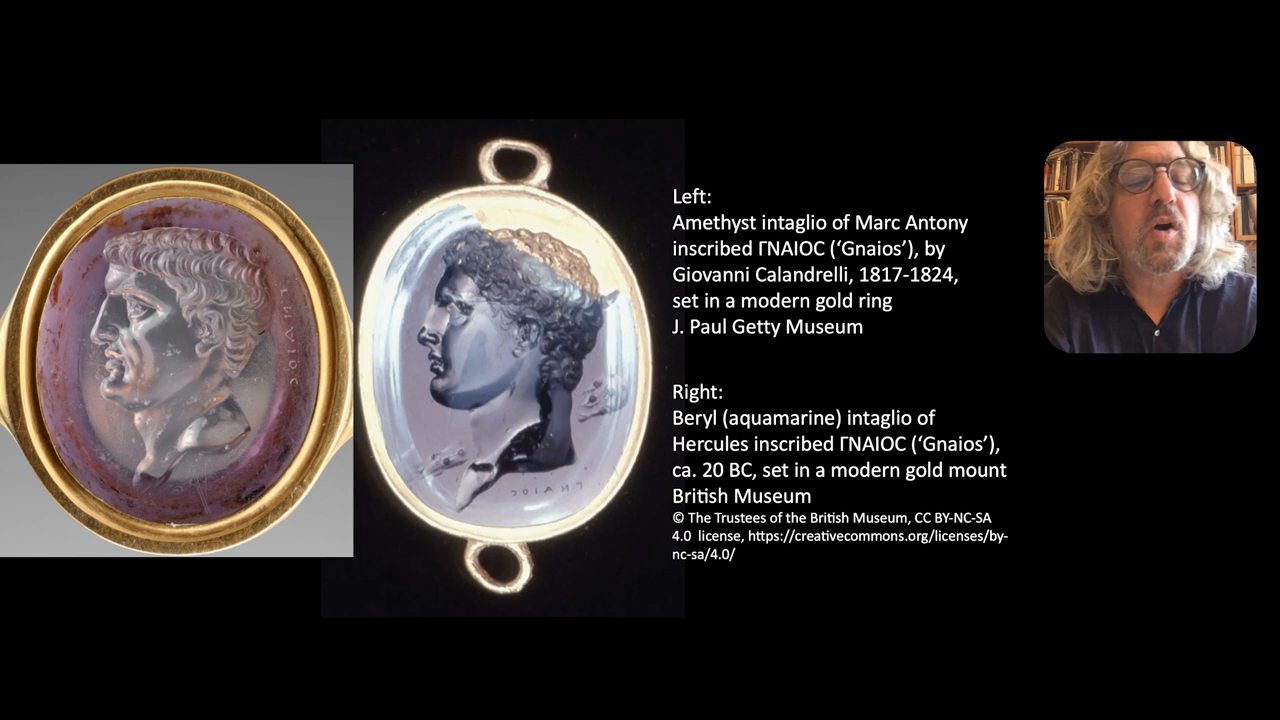 Left:
Amethyst intaglio of Marc Antony
inscribed ΓΝΑΙΟϹ (‘Gnaios’), by
Giovanni Calandrelli, 1817-1824,
set in a modern gold ring
J. Paul Getty Museum
Right:
Beryl (aquamarine) intaglio of
Hercules inscribed ΓΝΑΙΟϹ (‘Gnaios’),
ca. 20 BC, set in a modern gold mount
British Museum
© The Trustees of the British Museum, CC BY-NC-SA
4.0 license, https://creativecommons.org/licenses/by-
nc-sa/4.0/
ΓΝΑΙΟϹ
ΓΝΑΙΟϹ